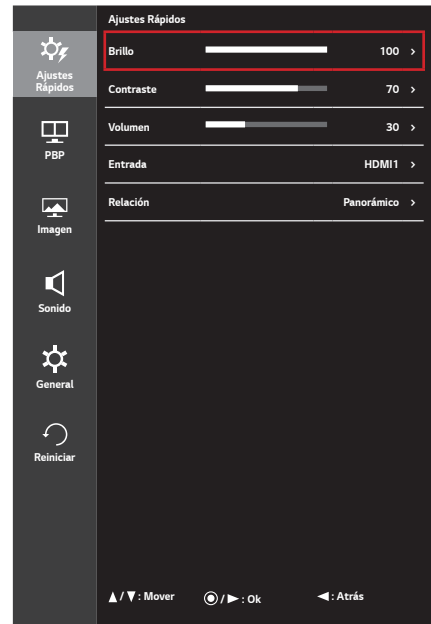 Ajustes Rápidos
Ajustes
Rápidos
PBP
Imagen
Sonido
General
Reiniciar
Brillo 100 >
Contraste 70 >
Volumen 30 >
Entrada HDMI1 >
Relación Panorámico >
▲/▼: Mover ◉/►: Ok ◄: Atrás